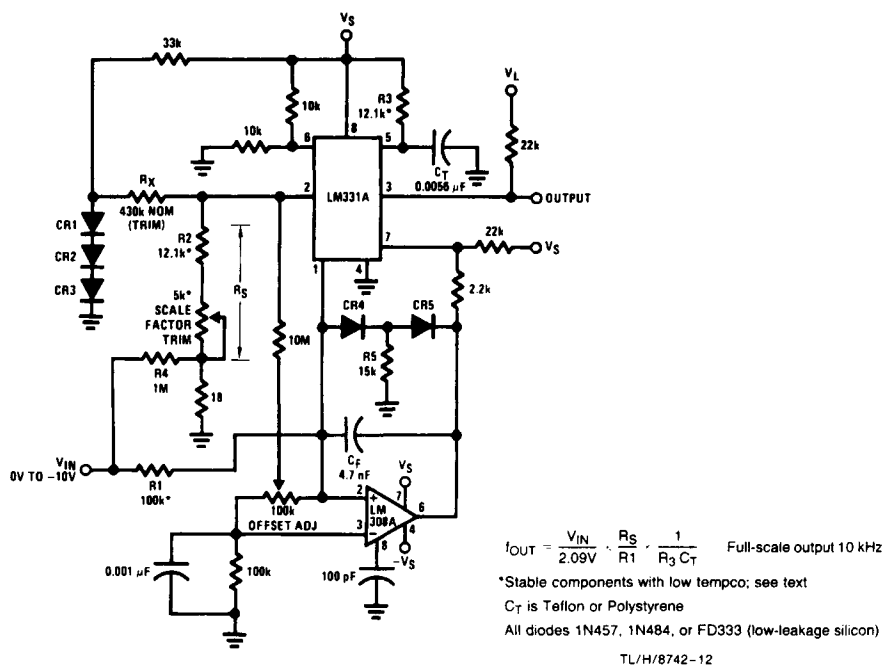 VS
33k
VL
R3
12.1k*
10k
10k
6
8
5
22k
CT
0.0056 µF
RX
430k NOM
(TRIM)
2
LM331A
3
OUTPUT
CR1
CR2
CR3
R2
12.1k*
RS
7
22k
VS
1
4
2.2k
5k*
SCALE
FACTOR
TRIM
10M
CR4
CR5
R5
15k
R4
1M
18
VIN
0V TO -10V
R1
100k*
CF
4.7 nF
VS
100k
OFFSET ADJ
2
+
LM
308A
7
6
3
−
4
8
-VS
0.001 µF
100k
100 pF
fOUT = VIN/2.09V · RS/R1 · 1/R3 CT Full-scale output 10 kHz
*Stable components with low tempco; see text
CT is Teflon or Polystyrene
All diodes 1N457, 1N484, or FD333 (low-leakage silicon)
TL/H/8742-12